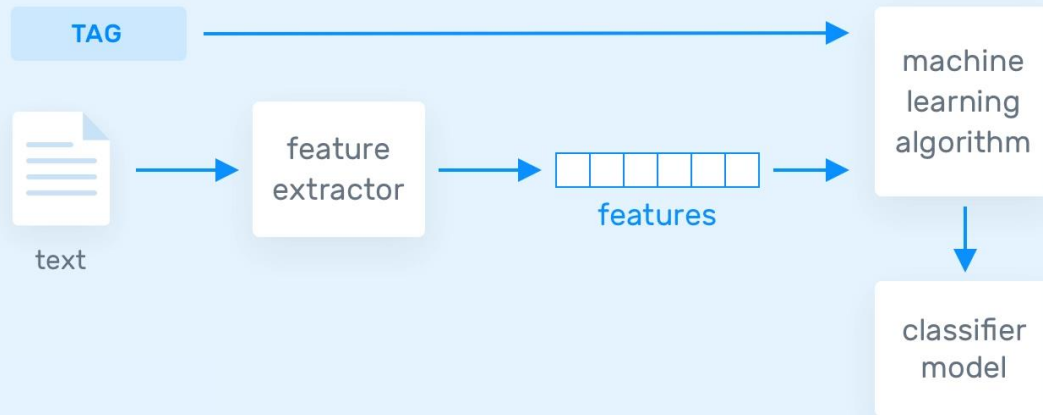 TAG
machine
learning
algorithm
feature
extractor
features
text
classifier
model